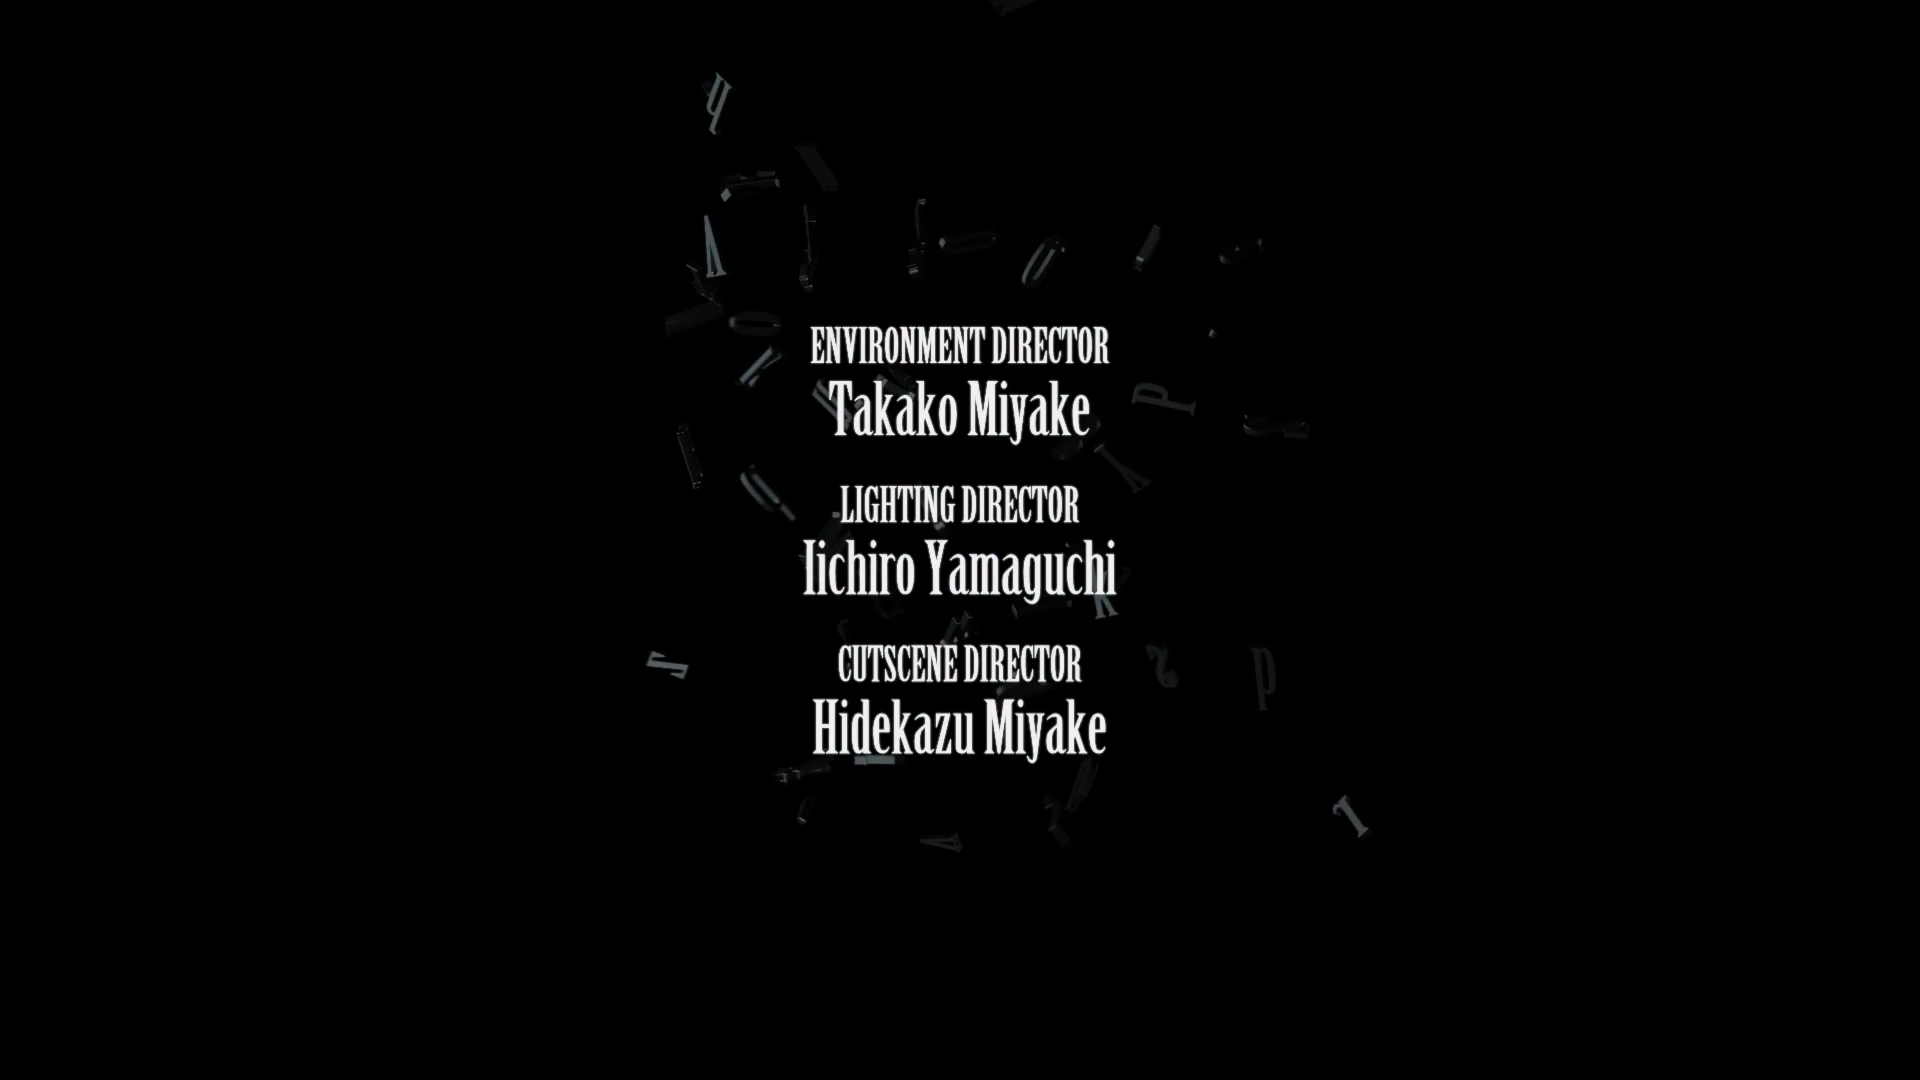 ENVIRONMENT DIRECTOR
Takako Miyake
LIGHTING DIRECTOR
Iichiro Yamaguchi
CUTSCENE DIRECTOR
Hidekazu Miyake